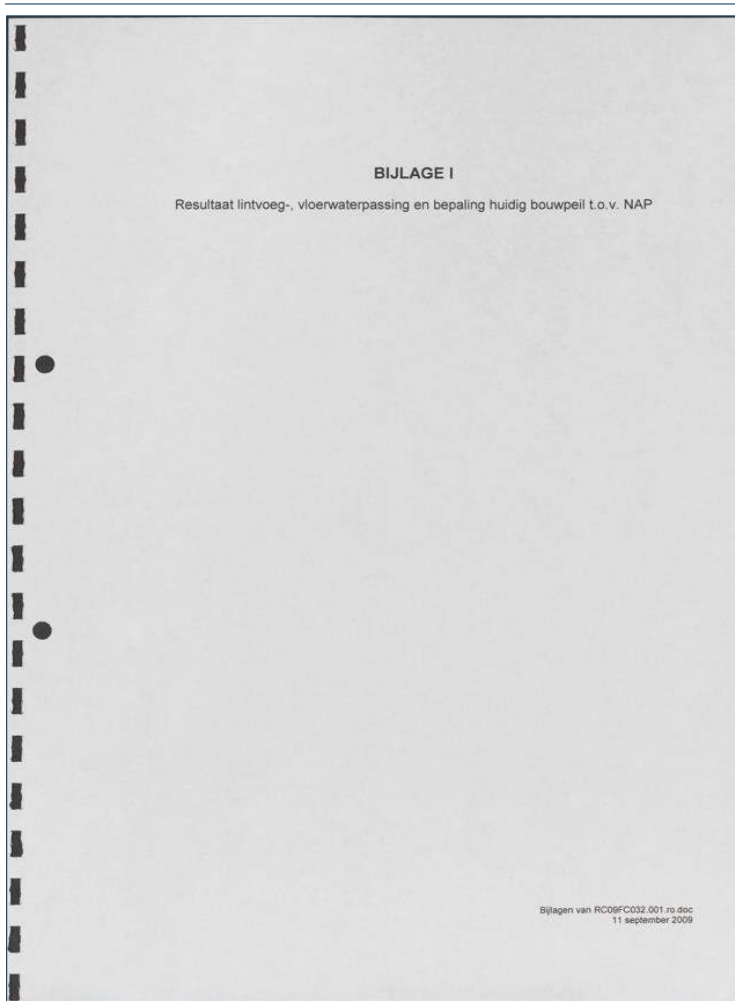 BIJLAGE I
Resultaat lintvoeg-, vloerwaterpassing en bepaling huidig bouwpeil t.o.v. NAP
Bijlagen van RC09FC032.001.ro.doc
11 september 2009